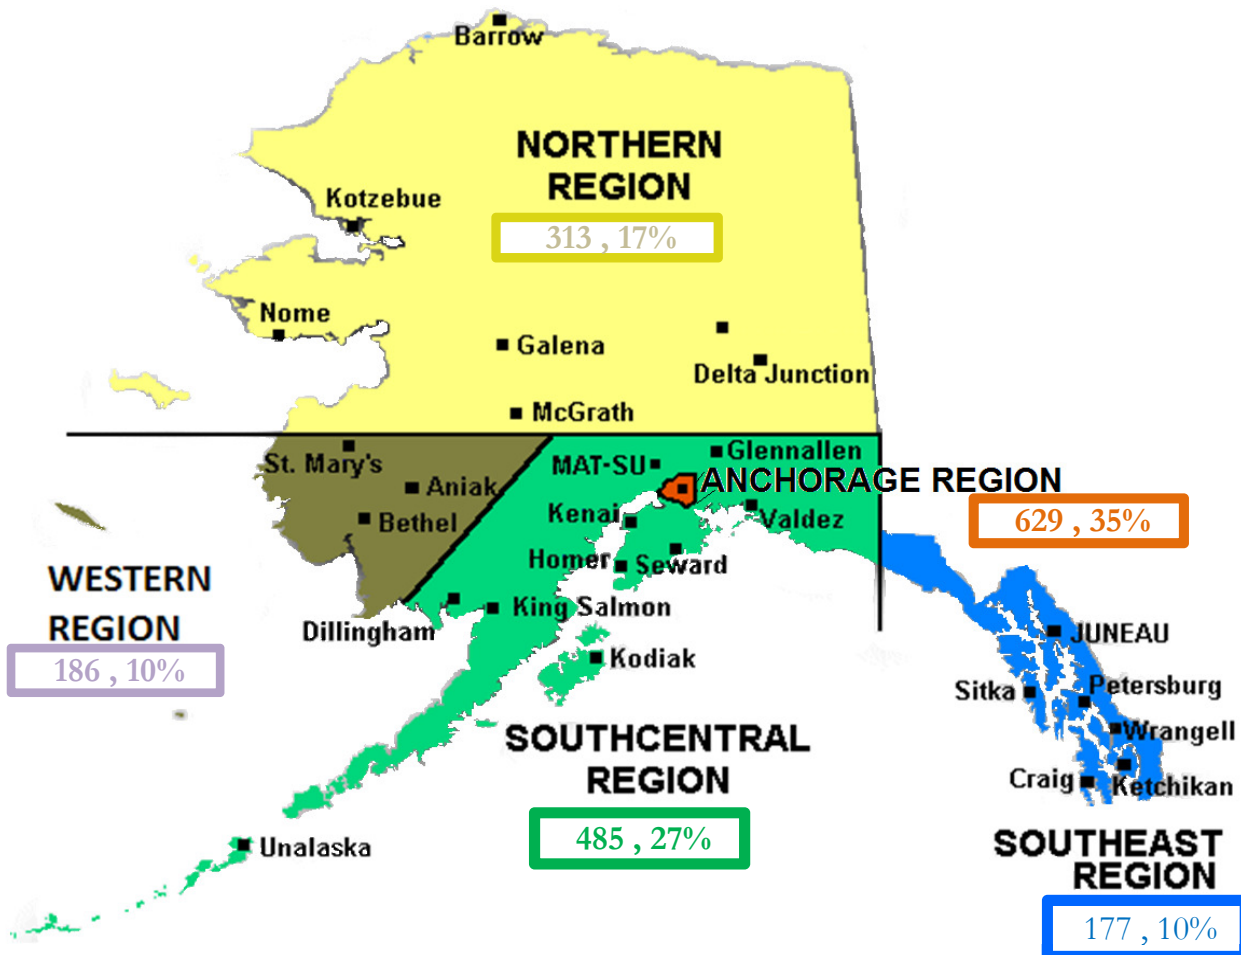 Barrow
NORTHERN
REGION
Kotzebue
313 , 17%
Nome
Galena
Delta Junction
McGrath
St. Mary's
MAT-SU
Glennallen
Aniak
ANCHORAGE REGION
Bethel
Kenai
Valdez
629 , 35%
Homer
Seward
WESTERN
REGION
King Salmon
Dillingham
JUNEAU
186 , 10%
Kodiak
Sitka
Petersburg
Wrangell
SOUTHCENTRAL
REGION
Craig
Ketchikan
485 , 27%
Unalaska
SOUTHEAST
REGION
177 , 10%